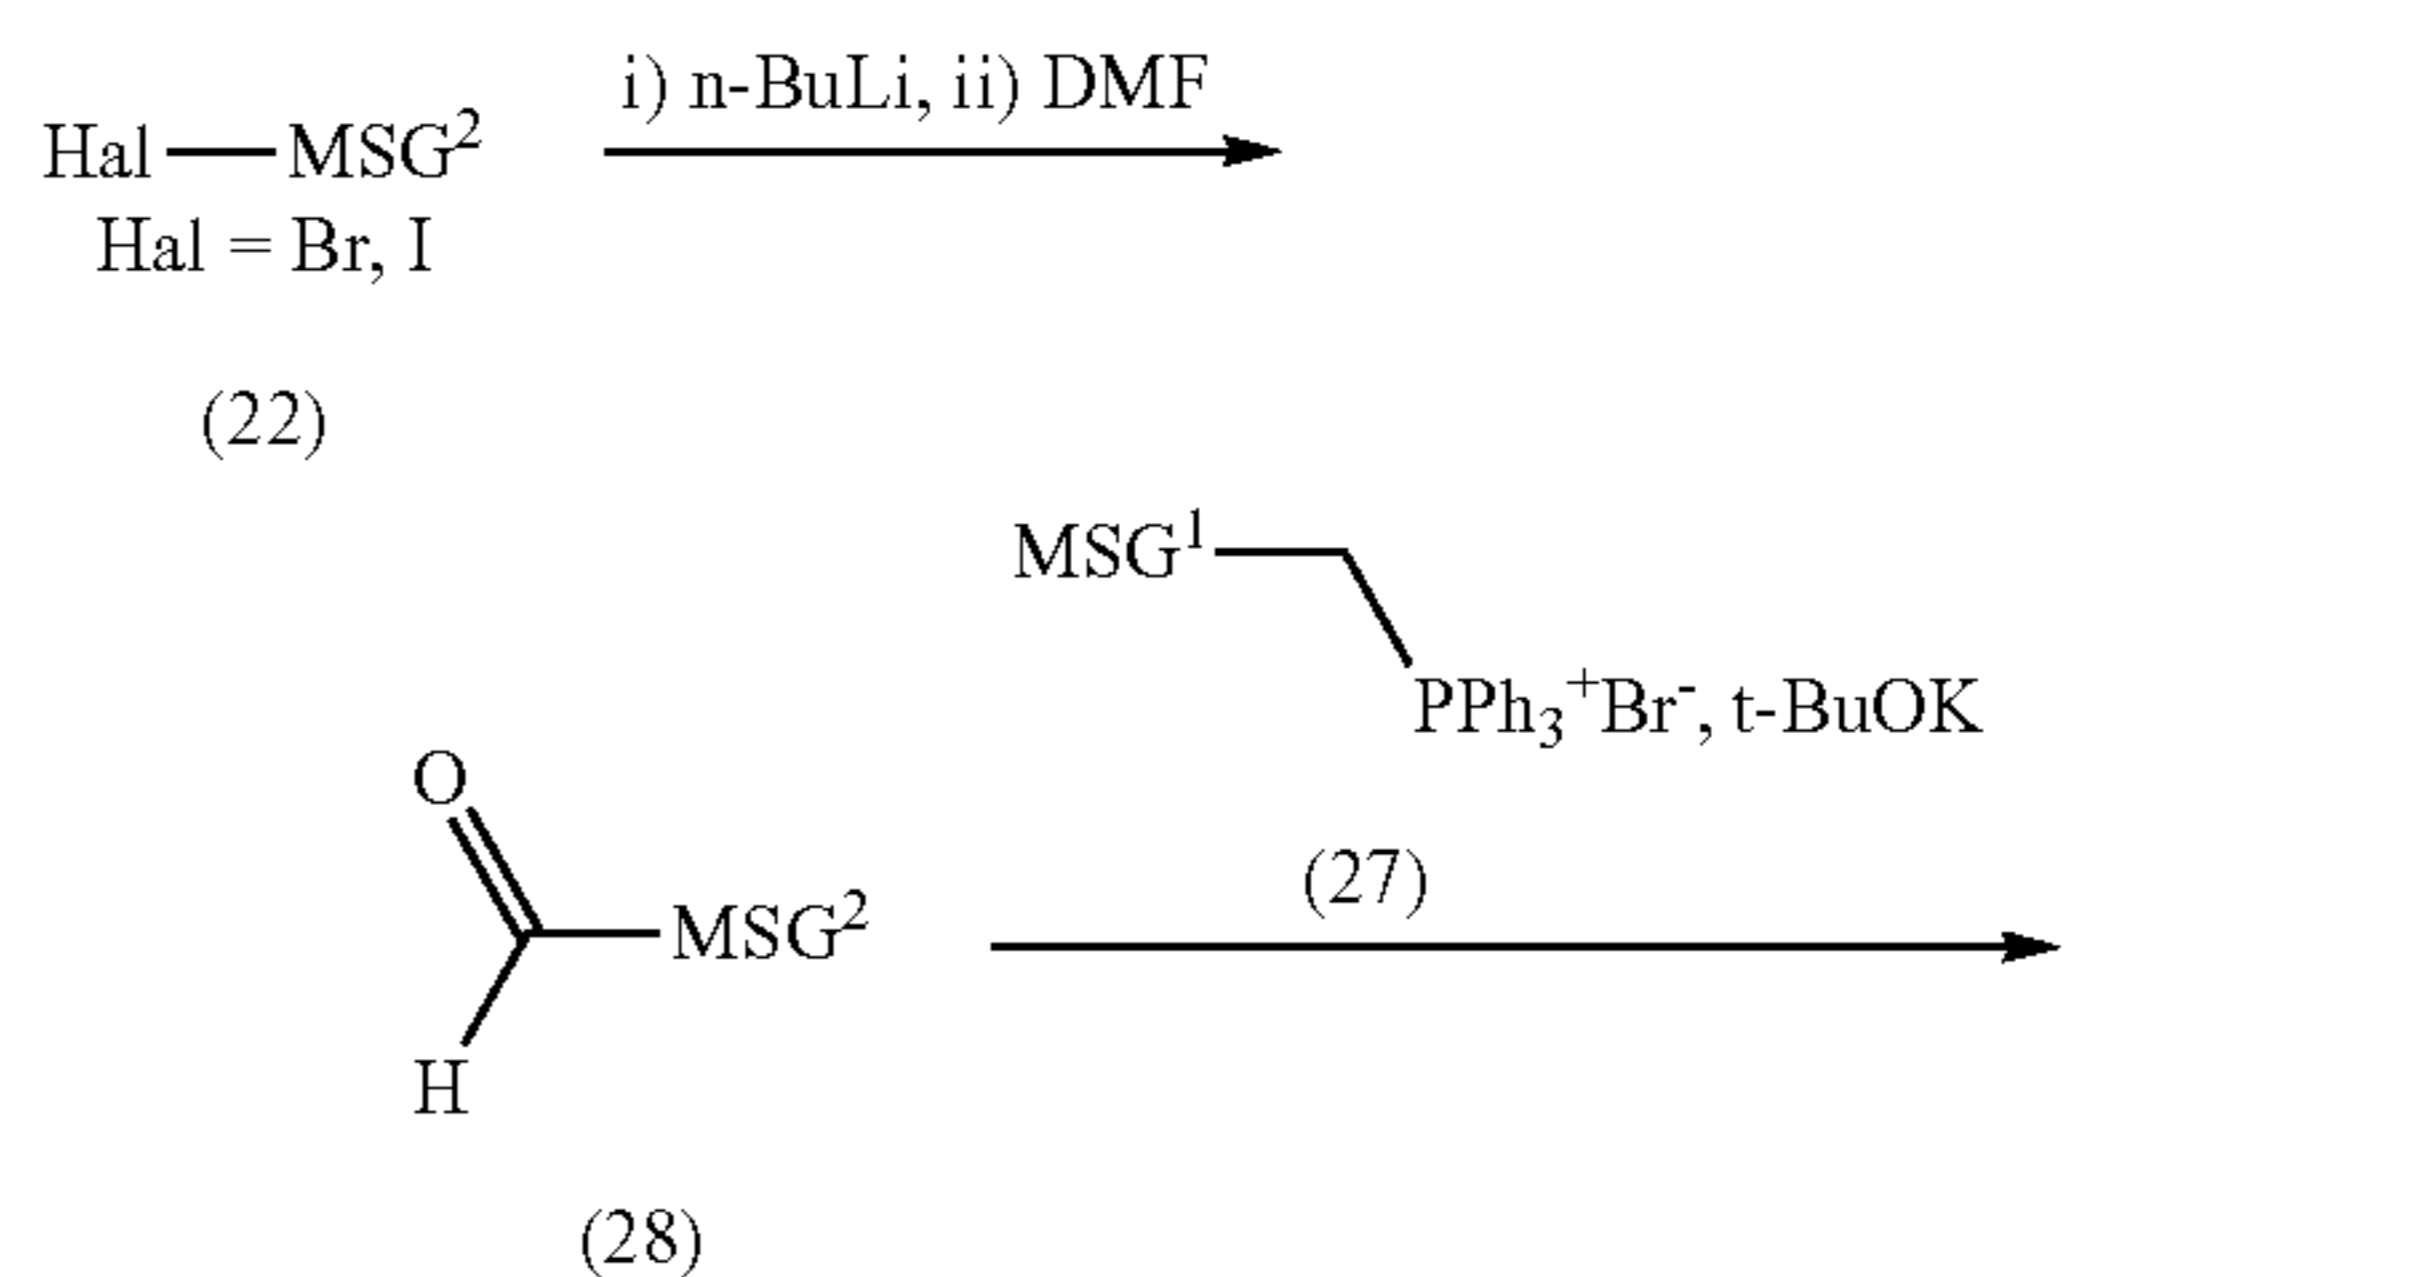 i) n-BuLi, ii) DMF
Hal—MSG²
Hal = Br, I
(22)
MSG¹
PPh₃⁺Br⁻, t-BuOK
O
(27)
MSG²
H
(28)